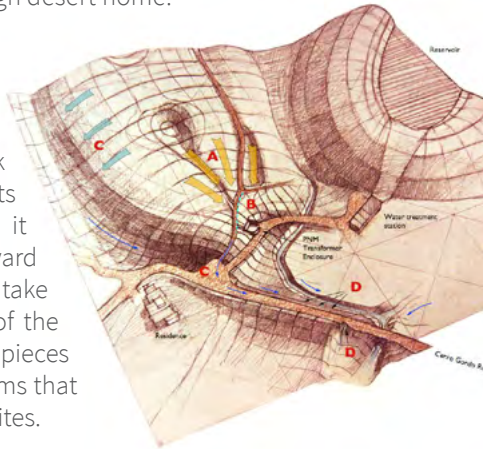 gh desert home.
Reservoir
A
C
k
ts
B
it
Water treatment
station
ward
PNM
Transformer
Enclosure
take
C
D
of the
Residence
pieces
D
Cerro Gordo
ms that
ites.